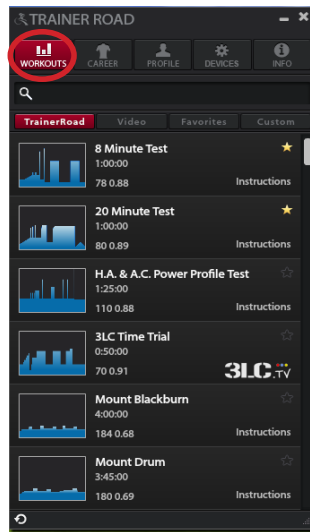 TRAINER ROAD
WORKOUTS CAREER PROFILE DEVICES INFO
TrainerRoad Video Favorites Custom
8 Minute Test
1:00:00
78 0.88 Instructions
20 Minute Test
1:00:00
80 0.89 Instructions
H.A. & A.C. Power Profile Test
1:25:00
110 0.88 Instructions
3LC Time Trial
0:50:00
70 0.91 3LC.TV
Mount Blackburn
4:00:00
184 0.68 Instructions
Mount Drum
3:45:00
180 0.69 Instructions